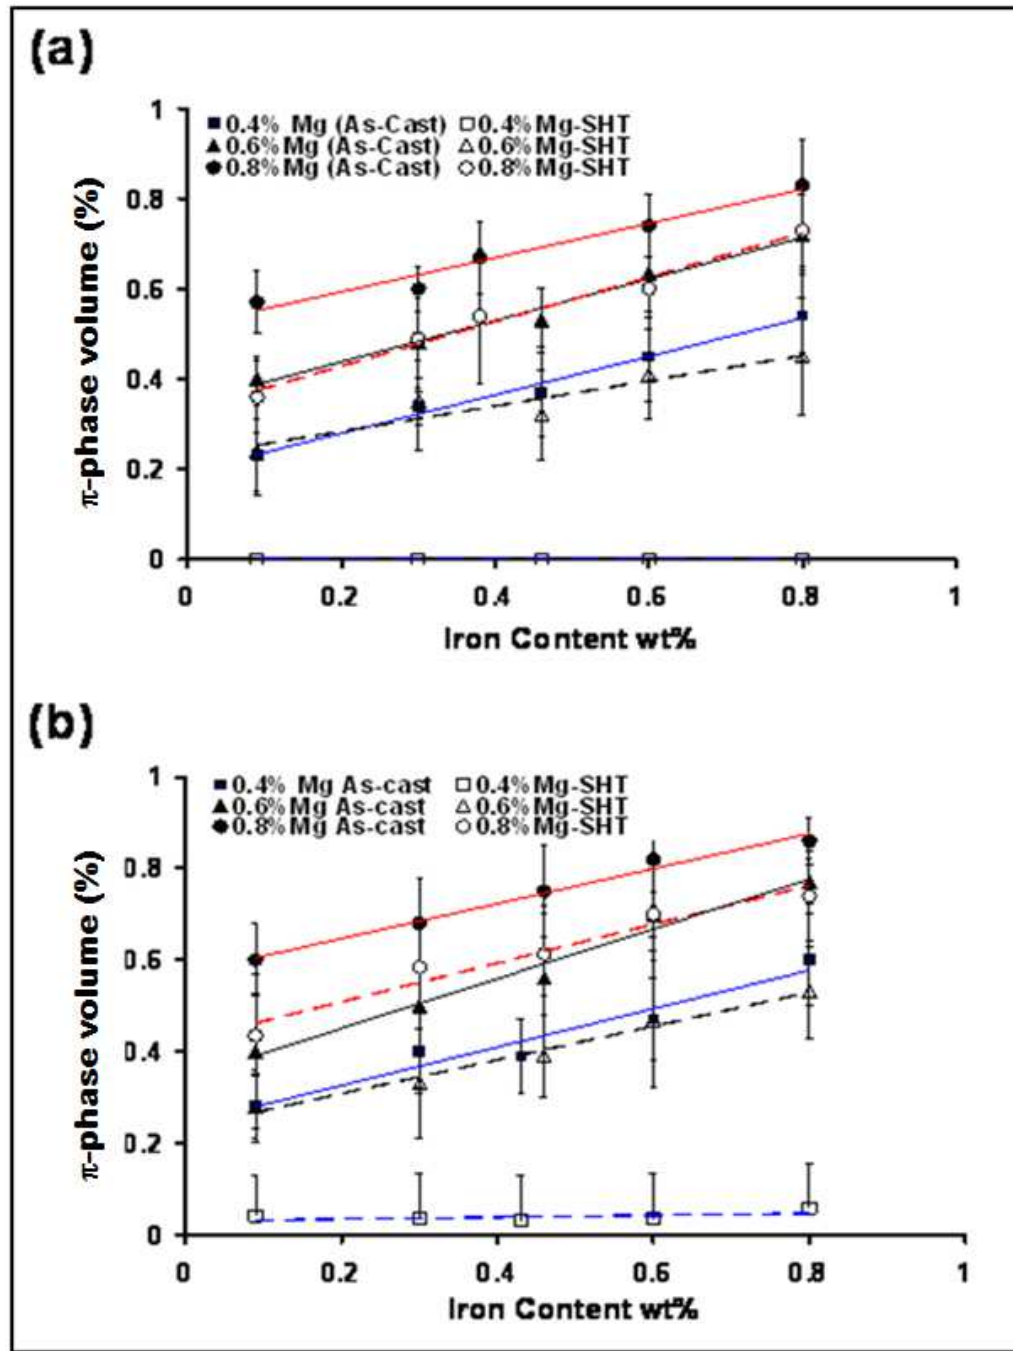 (a)
1
0.8
0.6
0.4
0.2
0
π-phase volume (%)
0.4% Mg (As-Cast) 0.4%Mg-SHT
0.6%Mg (As-Cast) 0.6%Mg-SHT
0.8%Mg (As-Cast) 0.8%Mg-SHT
0 0.2 0.4 0.6 0.8 1
Iron Content wt%
(b)
1
0.8
0.6
0.4
0.2
0
π-phase volume (%)
0.4% Mg As-cast 0.4%Mg-SHT
0.6%Mg As-cast 0.6%Mg-SHT
0.8%Mg As-cast 0.8%Mg-SHT
0 0.2 0.4 0.6 0.8 1
Iron Content wt%